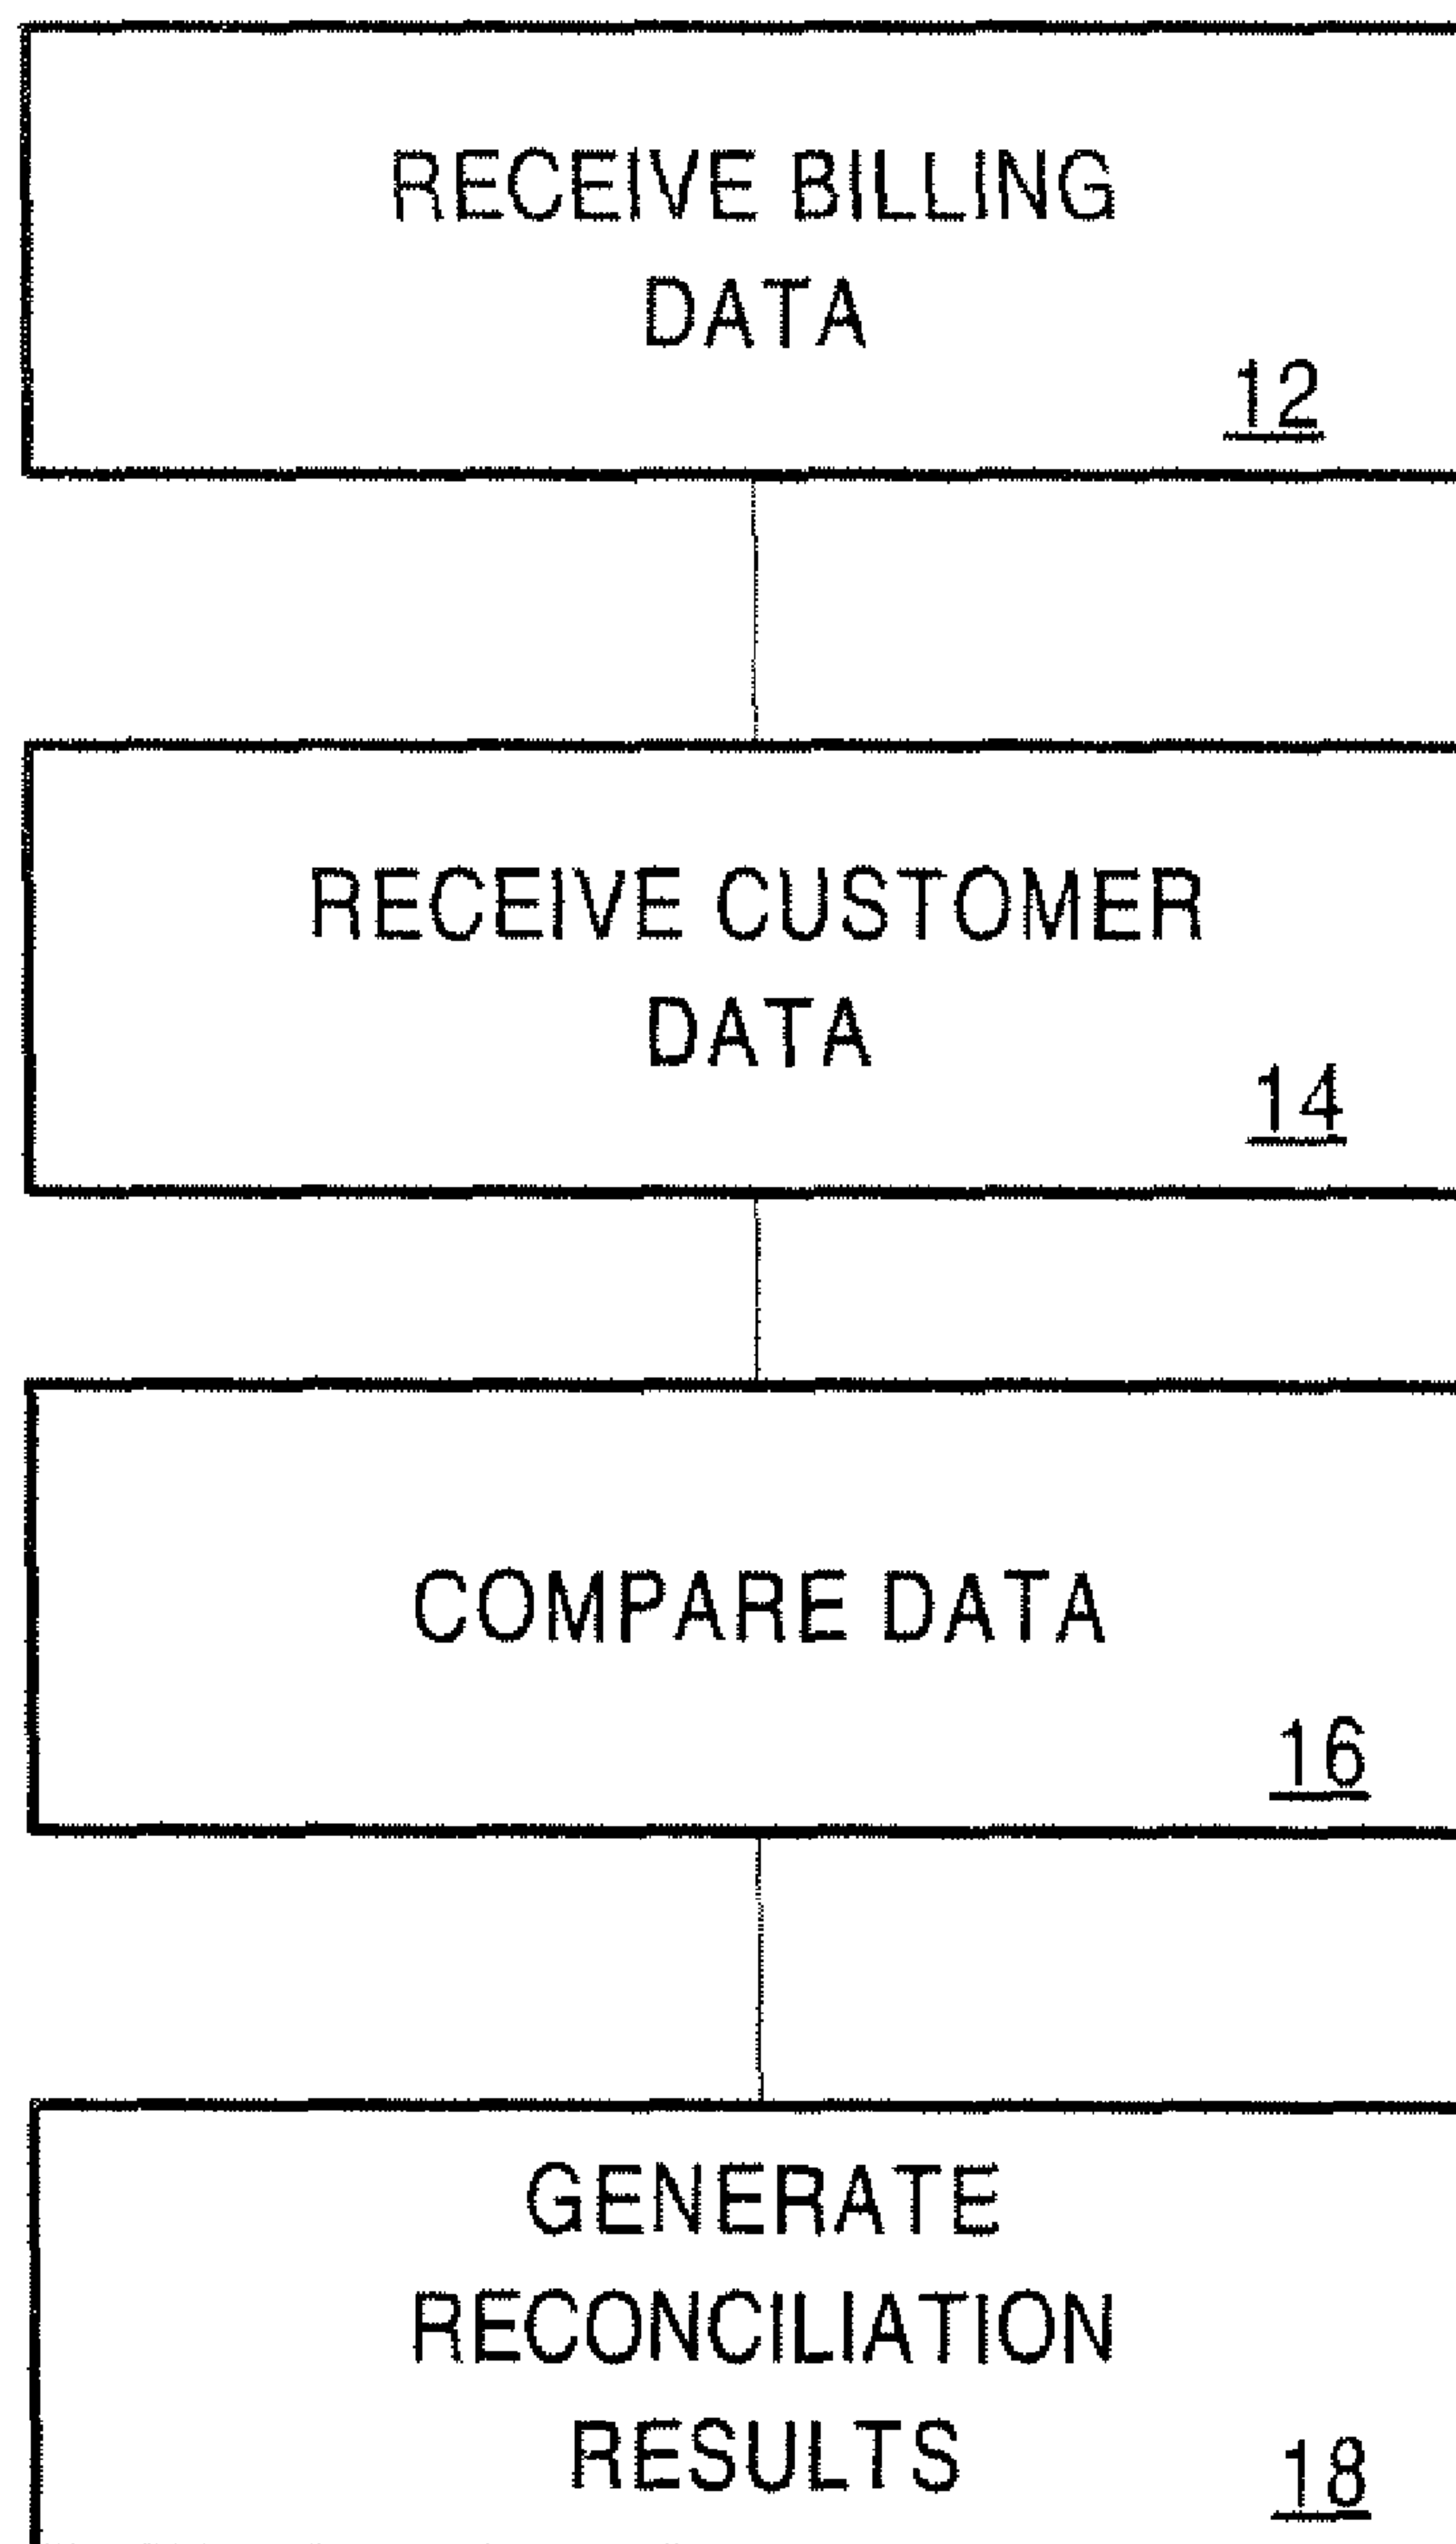 RECEIVE BILLING
DATA
12
RECEIVE CUSTOMER
DATA
14
COMPARE DATA
16
GENERATE
RECONCILIATION
RESULTS
18